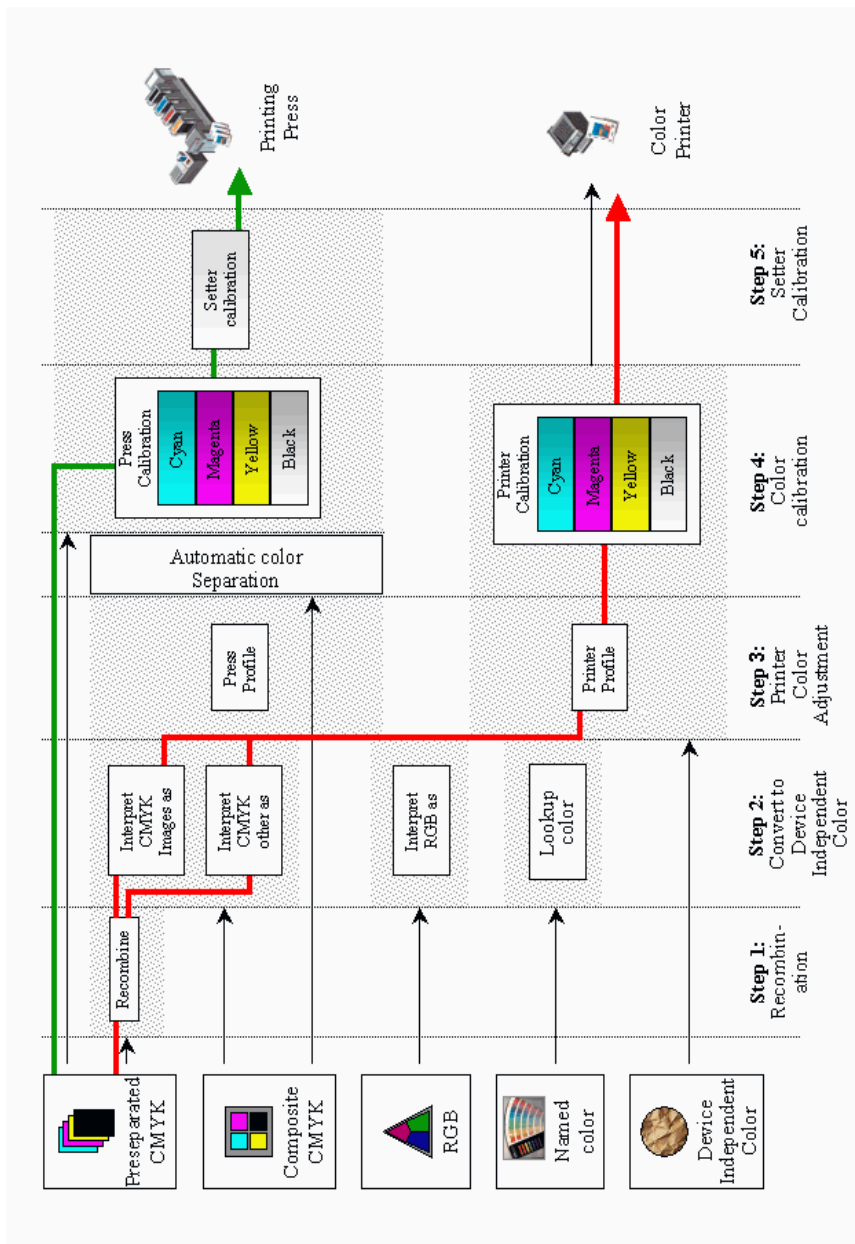 Preseparated
CMYK
Composite
CMYK
RGB
Named
color
Device
Independent
Color
Recombine
Interpret
CMYK
Images as
Interpret
CMYK
other as
Interpret
RGB as
Lookup
color
Press
Profile
Printer
Profile
Automatic color
Separation
Press
Calibration
Cyan
Magenta
Yellow
Black
Printer
Calibration
Cyan
Magenta
Yellow
Black
Setter
calibration
Printing
Press
Color
Printer
Step 1:
Recombin-
ation
Step 2:
Convert to
Device
Independent
Color
Step 3:
Printer
Color
Adjustment
Step 4:
Color
calibration
Step 5:
Setter
Calibration